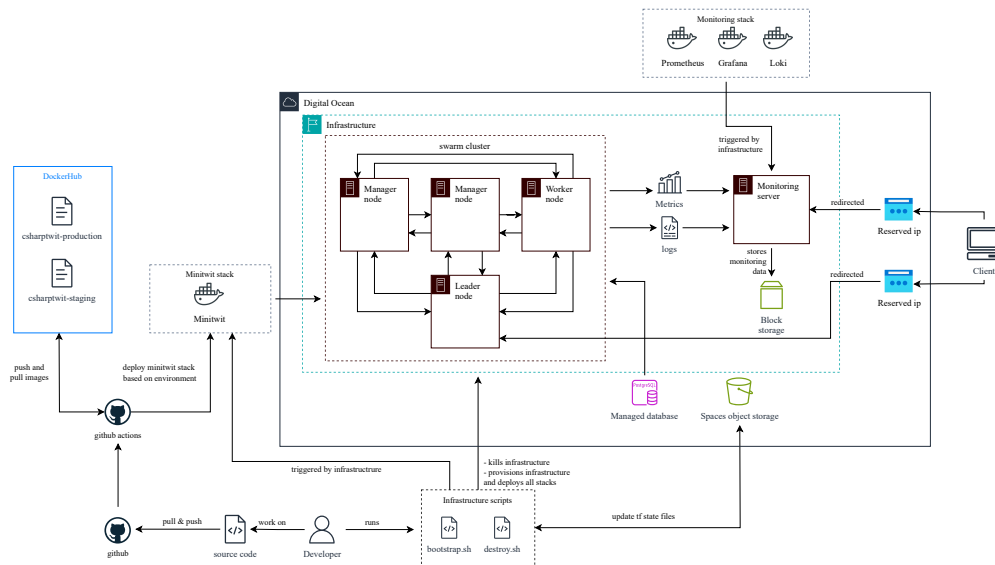 Monitoring stack
Prometheus
Grafana
Loki
Digital Ocean
Infrastructure
triggered by
infrastructure
swarm cluster
DockerHub
csharptwit-production
csharptwit-staging
Manager
node
Manager
node
Worker
node
Metrics
logs
Monitoring
server
redirected
Reserved ip
Client
stores
monitoring
data
redirected
Reserved ip
Minitwit stack
Minitwit
Leader
node
Block
storage
push and
pull images
deploy minitwit stack
based on environment
PostgreSQL
Managed database
Spaces object storage
github actions
triggered by infrastructrure
- kills infrastructure
- provisions infrastructure
and deploys all stacks
Infrastructure scripts
bootstrap.sh
destroy.sh
update tf state files
pull & push
work on
runs
github
source code
Developer